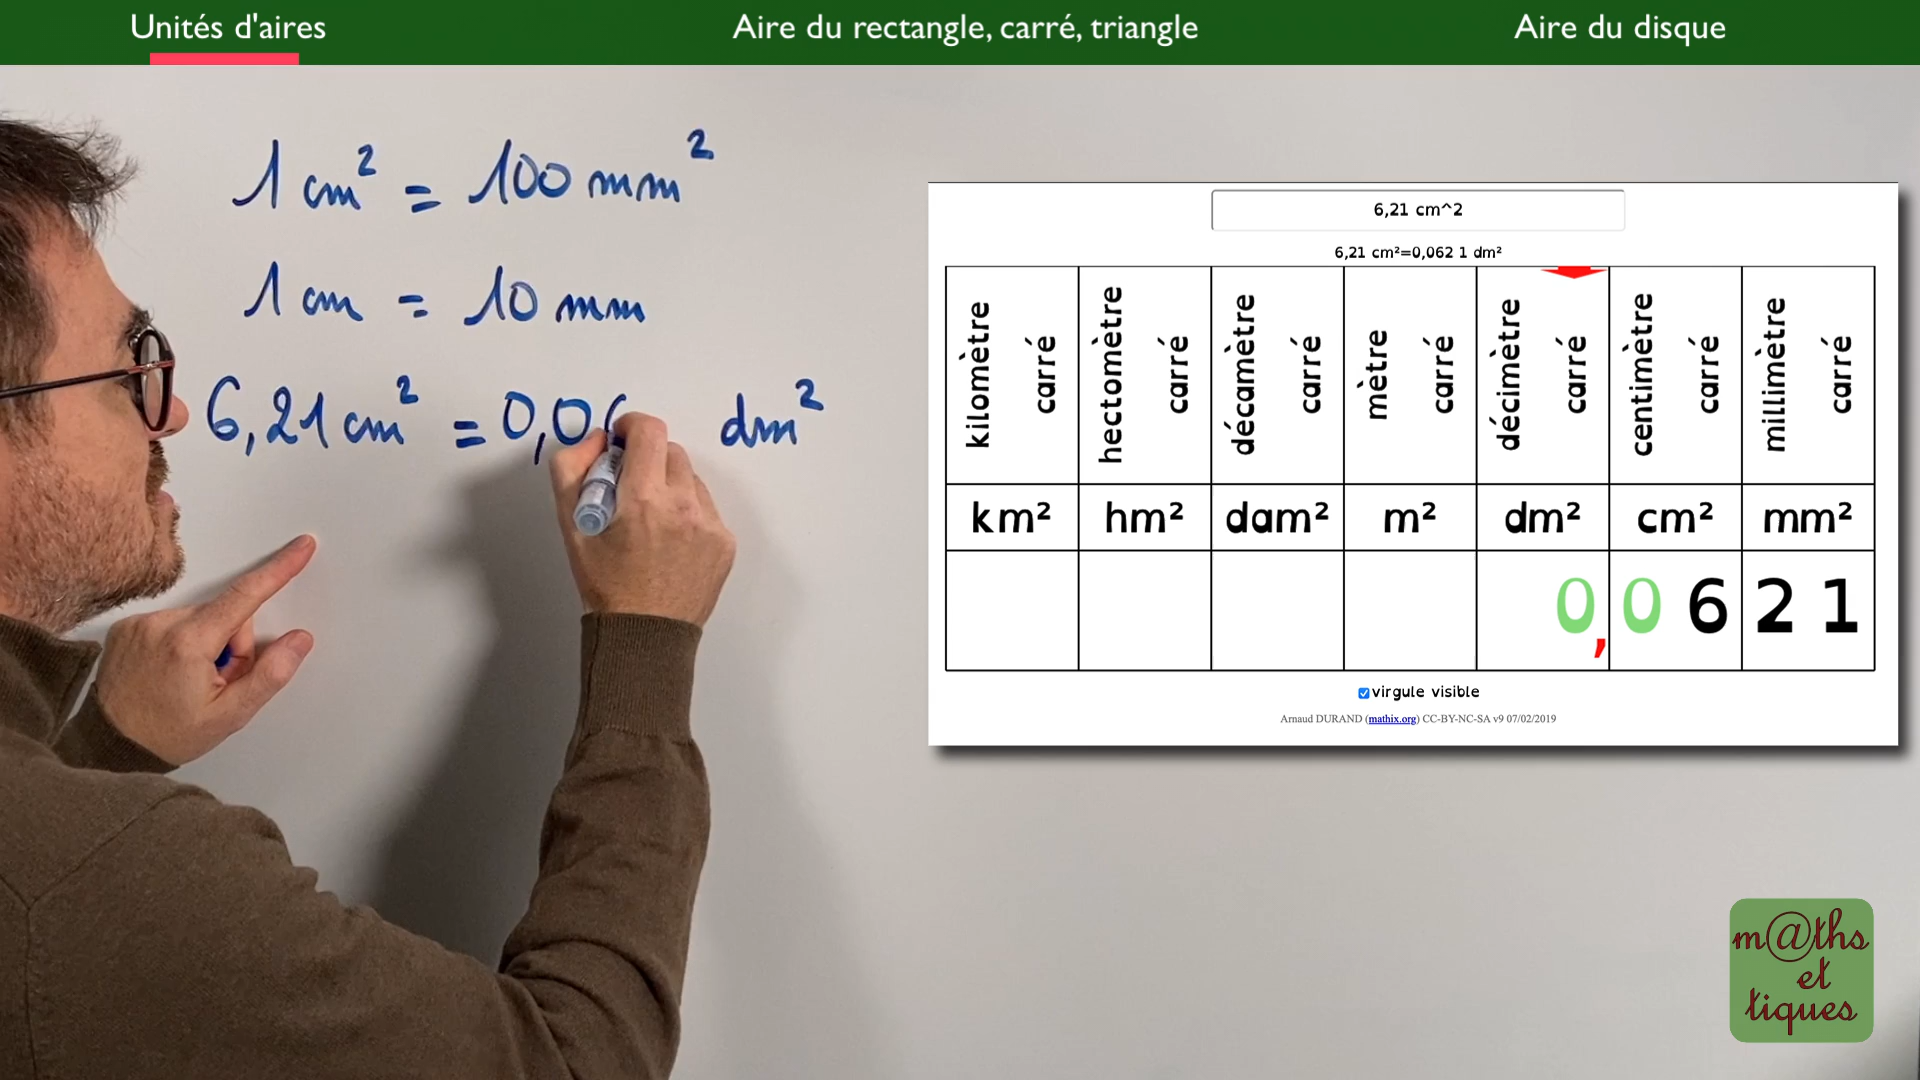 Unités d'aires
Aire du rectangle, carré, triangle
Aire du disque
1 cm² = 100 mm²
1 cm = 10 mm
6,21 cm² = 0,06 dm²
6,21 cm^2
6,21 cm²=0,062 1 dm²
kilomètre carré
hectomètre carré
décamètre carré
mètre carré
décimètre carré
centimètre carré
millimètre carré
km² hm² dam² m² dm² cm² mm²
0, 0 6 2 1
virgule visible
Arnaud DURAND (mathix.org) CC-BY-NC-SA v9 07/02/2019
m@ths
et
tiques